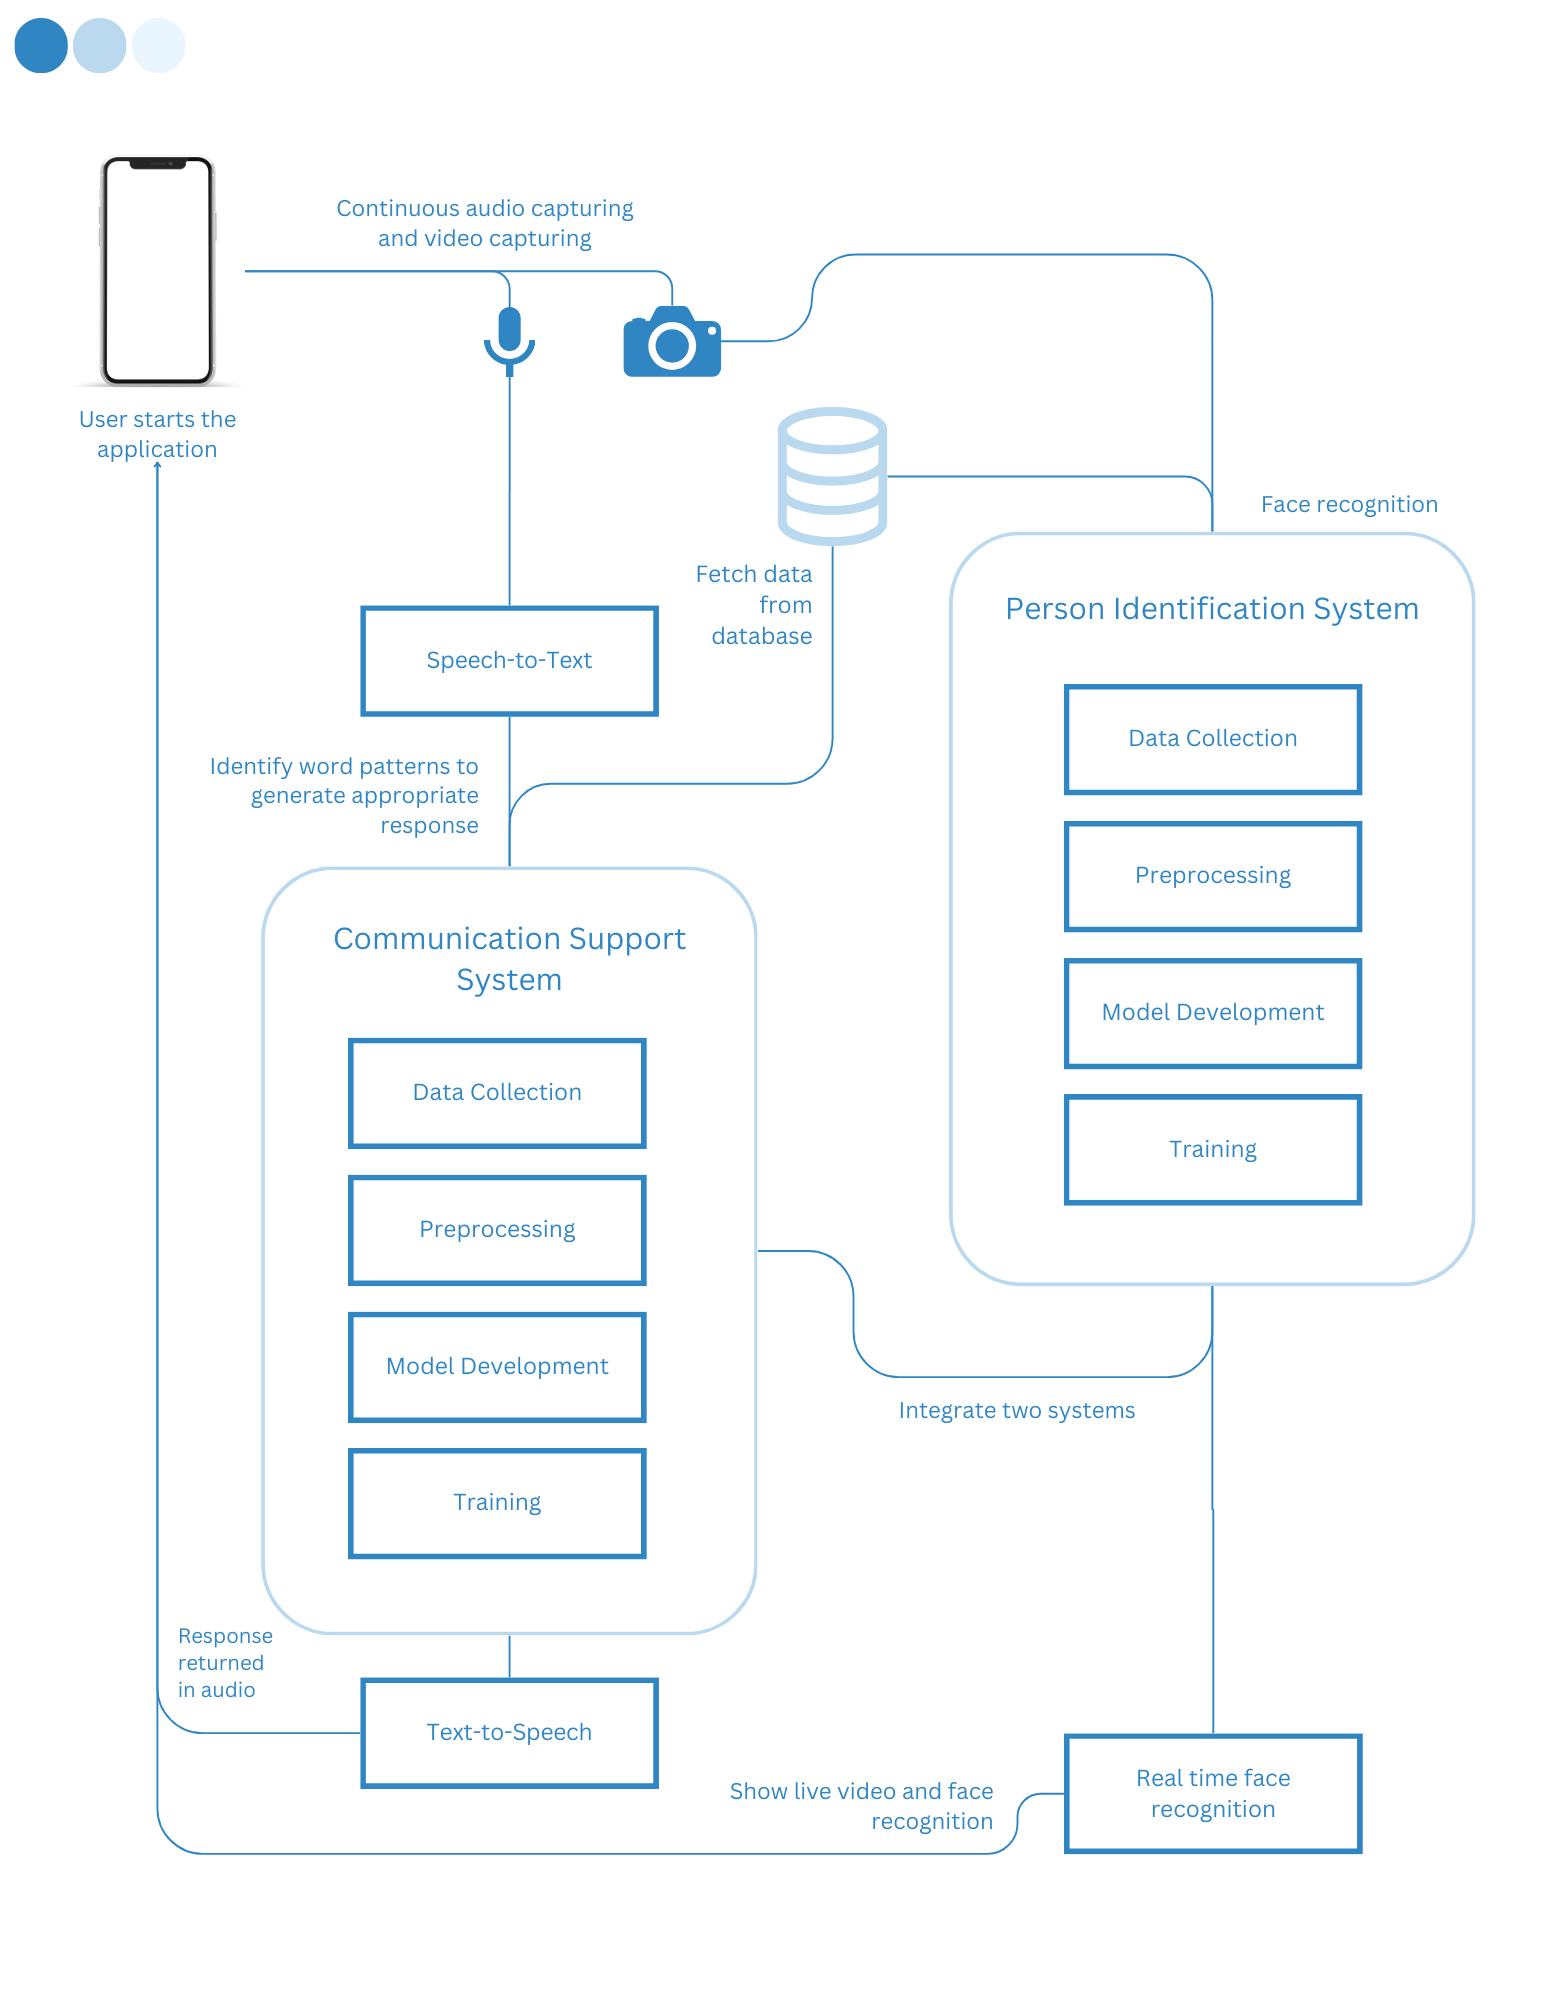 Continuous audio capturing
and video capturing
User starts the
application
Face recognition
Fetch data
from
database
Person Identification System
Speech-to-Text
Data Collection
Identify word patterns to
generate appropriate
response
Preprocessing
Communication Support
System
Model Development
Data Collection
Training
Preprocessing
Model Development
Integrate two systems
Training
Response
returned
in audio
Text-to-Speech
Show live video and face
recognition
Real time face
recognition